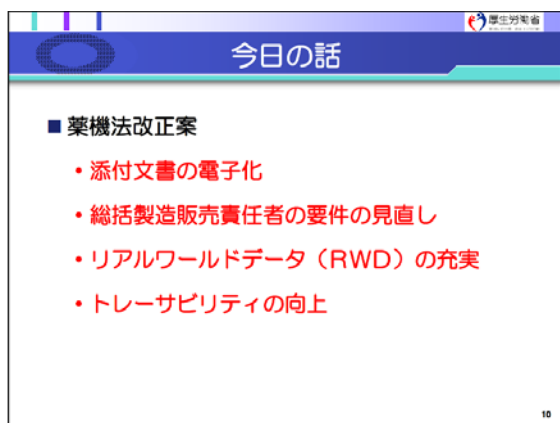 厚生労働省
今日の話
■ 薬機法改正案
・添付文書の電子化
・総括製造販売責任者の要件の見直し
・リアルワールドデータ（RWD）の充実
・トレーサビリティの向上
10